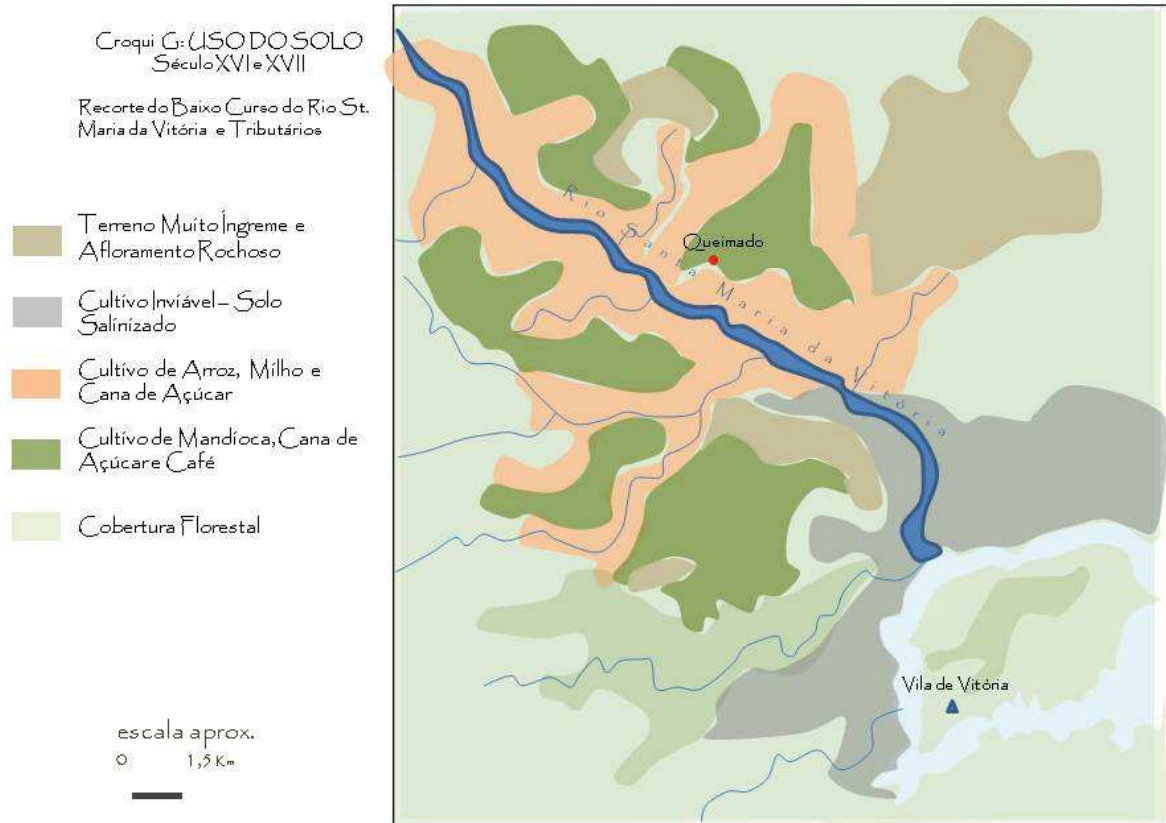 Croqui G: USO DO SOLO
Século XVI e XVII
Recorte do Baixo Curso do Rio St.
Maria da Vitória e Tributários
Terreno Muito Íngreme e
Afloramento Rochoso
Cultivo Inviável – Solo
Salinizado
Cultivo de Arroz, Milho e
Cana de Açúcar
Cultivo de Mandioca, Cana de
Açúcar e Café
Cobertura Florestal
escala aprox.
0 1,5 Km
Rio Santa Maria da Vitória
Queimado
Vila de Vitória